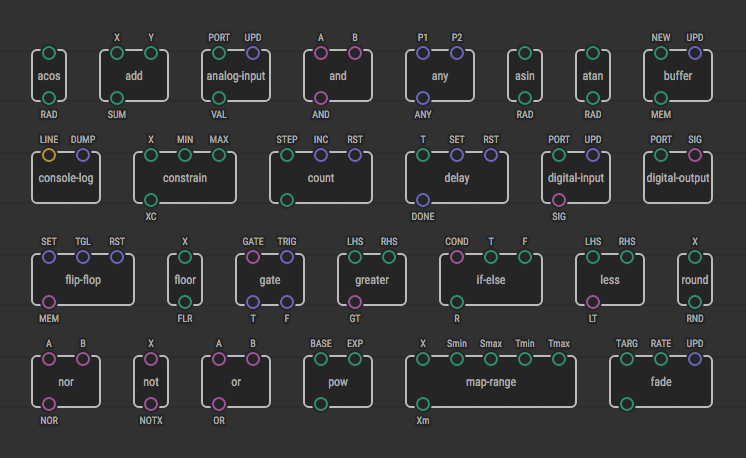 X Y PORT UPD A B P1 P2 NEW UPD
acos add analog-input and any asin atan buffer
RAD SUM VAL AND ANY RAD RAD MEM
LINE DUMP X MIN MAX STEP INC RST T SET RST PORT UPD PORT SIG
console-log constrain count delay digital-input digital-output
XC DONE SIG
SET TGL RST X GATE TRIG LHS RHS COND T F LHS RHS X
flip-flop floor gate greater if-else less round
MEM FLR T F GT R LT RND
A B X A B BASE EXP X Smin Smax Tmin Tmax TARG RATE UPD
nor not or pow map-range fade
NOR NOTX OR Xm